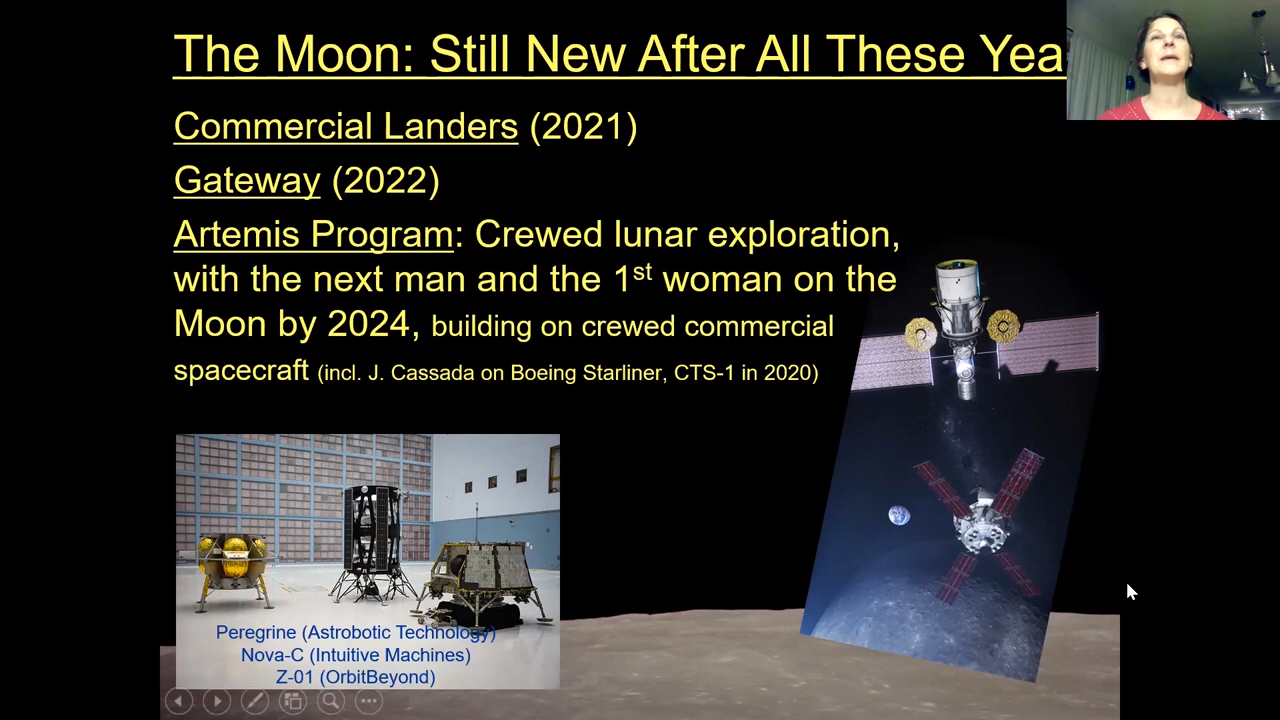 The Moon: Still New After All These Yea
Commercial Landers (2021)
Gateway (2022)
Artemis Program: Crewed lunar exploration,
with the next man and the 1st woman on the
Moon by 2024, building on crewed commercial
spacecraft (incl. J. Cassada on Boeing Starliner, CTS-1 in 2020)
Peregrine (Astrobotic Technology)
Nova-C (Intuitive Machines)
Z-01 (OrbitBeyond)